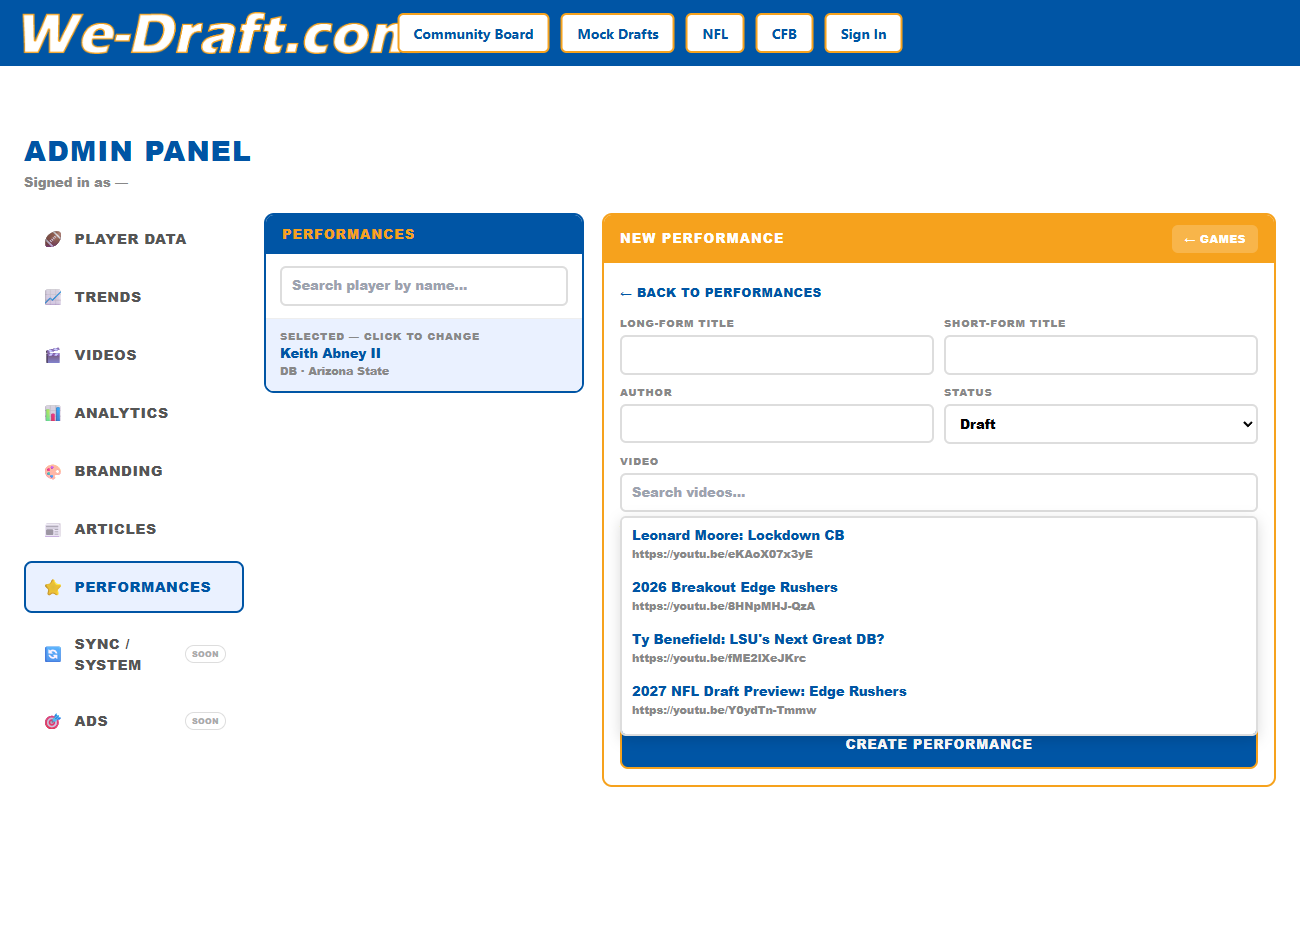 We-Draft.com
Community Board
Mock Drafts
NFL
CFB
Sign In
ADMIN PANEL
Signed in as —
PLAYER DATA
TRENDS
VIDEOS
ANALYTICS
BRANDING
ARTICLES
PERFORMANCES
SYNC /
SYSTEM
SOON
ADS
SOON
PERFORMANCES
Search player by name...
SELECTED — CLICK TO CHANGE
Keith Abney II
DB · Arizona State
NEW PERFORMANCE
← GAMES
← BACK TO PERFORMANCES
LONG-FORM TITLE
SHORT-FORM TITLE
AUTHOR
STATUS
Draft
VIDEO
Search videos...
Leonard Moore: Lockdown CB
https://youtu.be/eKAoX07x3yE
2026 Breakout Edge Rushers
https://youtu.be/8HNpMHJ-QzA
Ty Benefield: LSU's Next Great DB?
https://youtu.be/fME2lXeJKrc
2027 NFL Draft Preview: Edge Rushers
https://youtu.be/Y0ydTn-Tmmw
CREATE PERFORMANCE